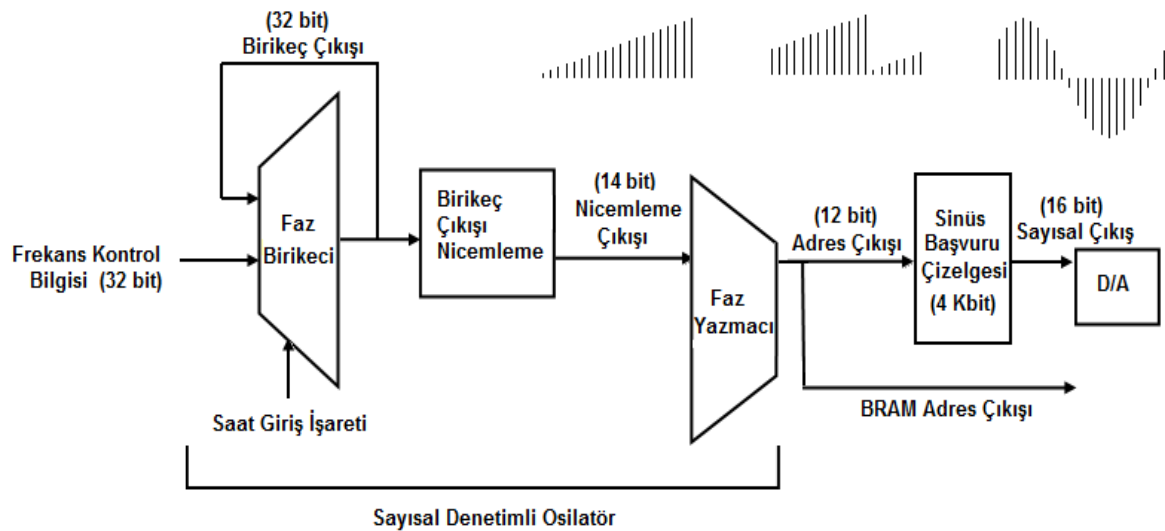 (32 bit)
Birikeç Çıkışı
Frekans Kontrol
Bilgisi (32 bit)
Faz
Birikeci
Saat Giriş İşareti
Birikeç
Çıkışı
Nicemleme
(14 bit)
Nicemleme
Çıkışı
Faz
Yazmacı
(12 bit)
Adres Çıkışı
Sinüs
Başvuru
Çizelgesi
(4 Kbit)
(16 bit)
Sayısal Çıkış
D/A
BRAM Adres Çıkışı
Sayısal Denetimli Osilatör